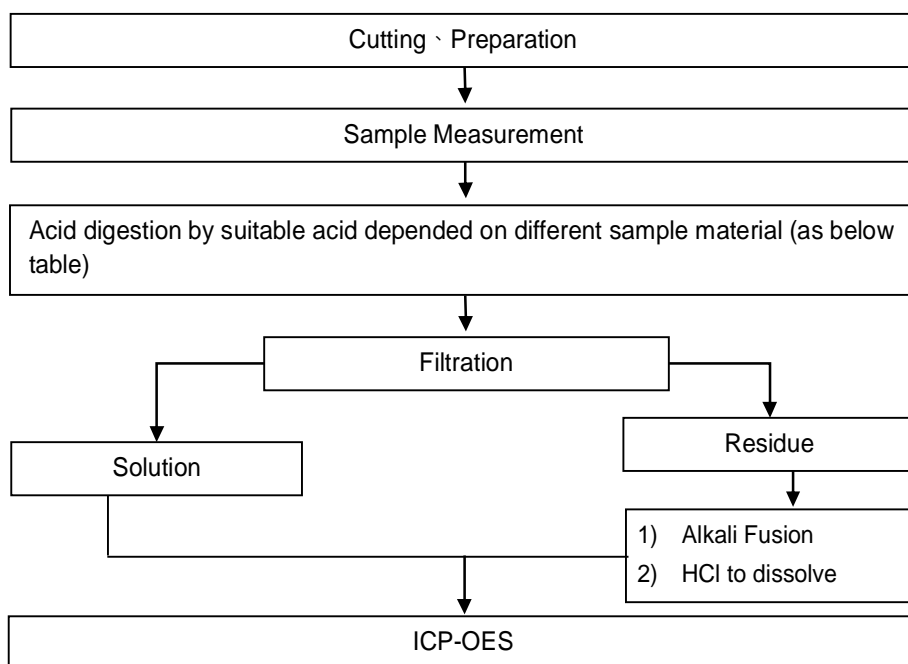 Cutting、Preparation
Sample Measurement
Acid digestion by suitable acid depended on different sample material (as below
table)
Filtration
Solution
Residue
1) Alkali Fusion
2) HCl to dissolve
ICP-OES